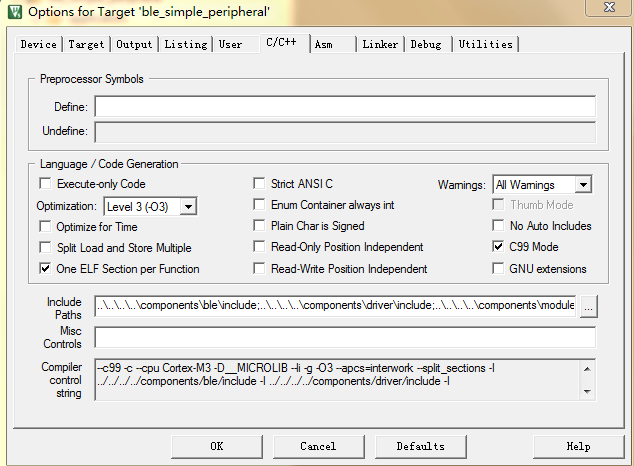 Options for Target 'ble_simple_peripheral'
Device Target Output Listing User C/C++ Asm Linker Debug Utilities
Preprocessor Symbols
Define:
Undefine:
Language / Code Generation
Execute-only Code Strict ANSI C Warnings: All Warnings
Optimization: Level 3 (-O3) Enum Container always int Thumb Mode
Optimize for Time Plain Char is Signed No Auto Includes
Split Load and Store Multiple Read-Only Position Independent C99 Mode
One ELF Section per Function Read-Write Position Independent GNU extensions
Include Paths ..\..\..\..\components\ble\include;..\..\..\..\components\driver\include;..\..\..\..\components\module ...
Misc Controls
Compiler control string --c99 -c --cpu Cortex-M3 -D__MICROLIB --li -g -O3 --apcs=interwork --split_sections -I
../../../../components/ble/include -I ../../../../components/driver/include -I
OK Cancel Defaults Help